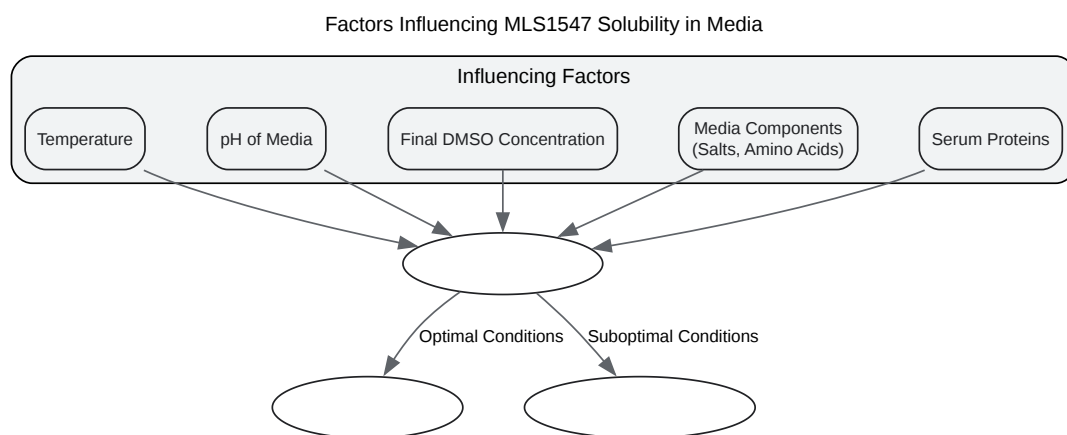 Factors Influencing MLS1547 Solubility in Media
Influencing Factors
Temperature
pH of Media
Final DMSO Concentration
Media Components
(Salts, Amino Acids)
Serum Proteins
Optimal Conditions
Suboptimal Conditions